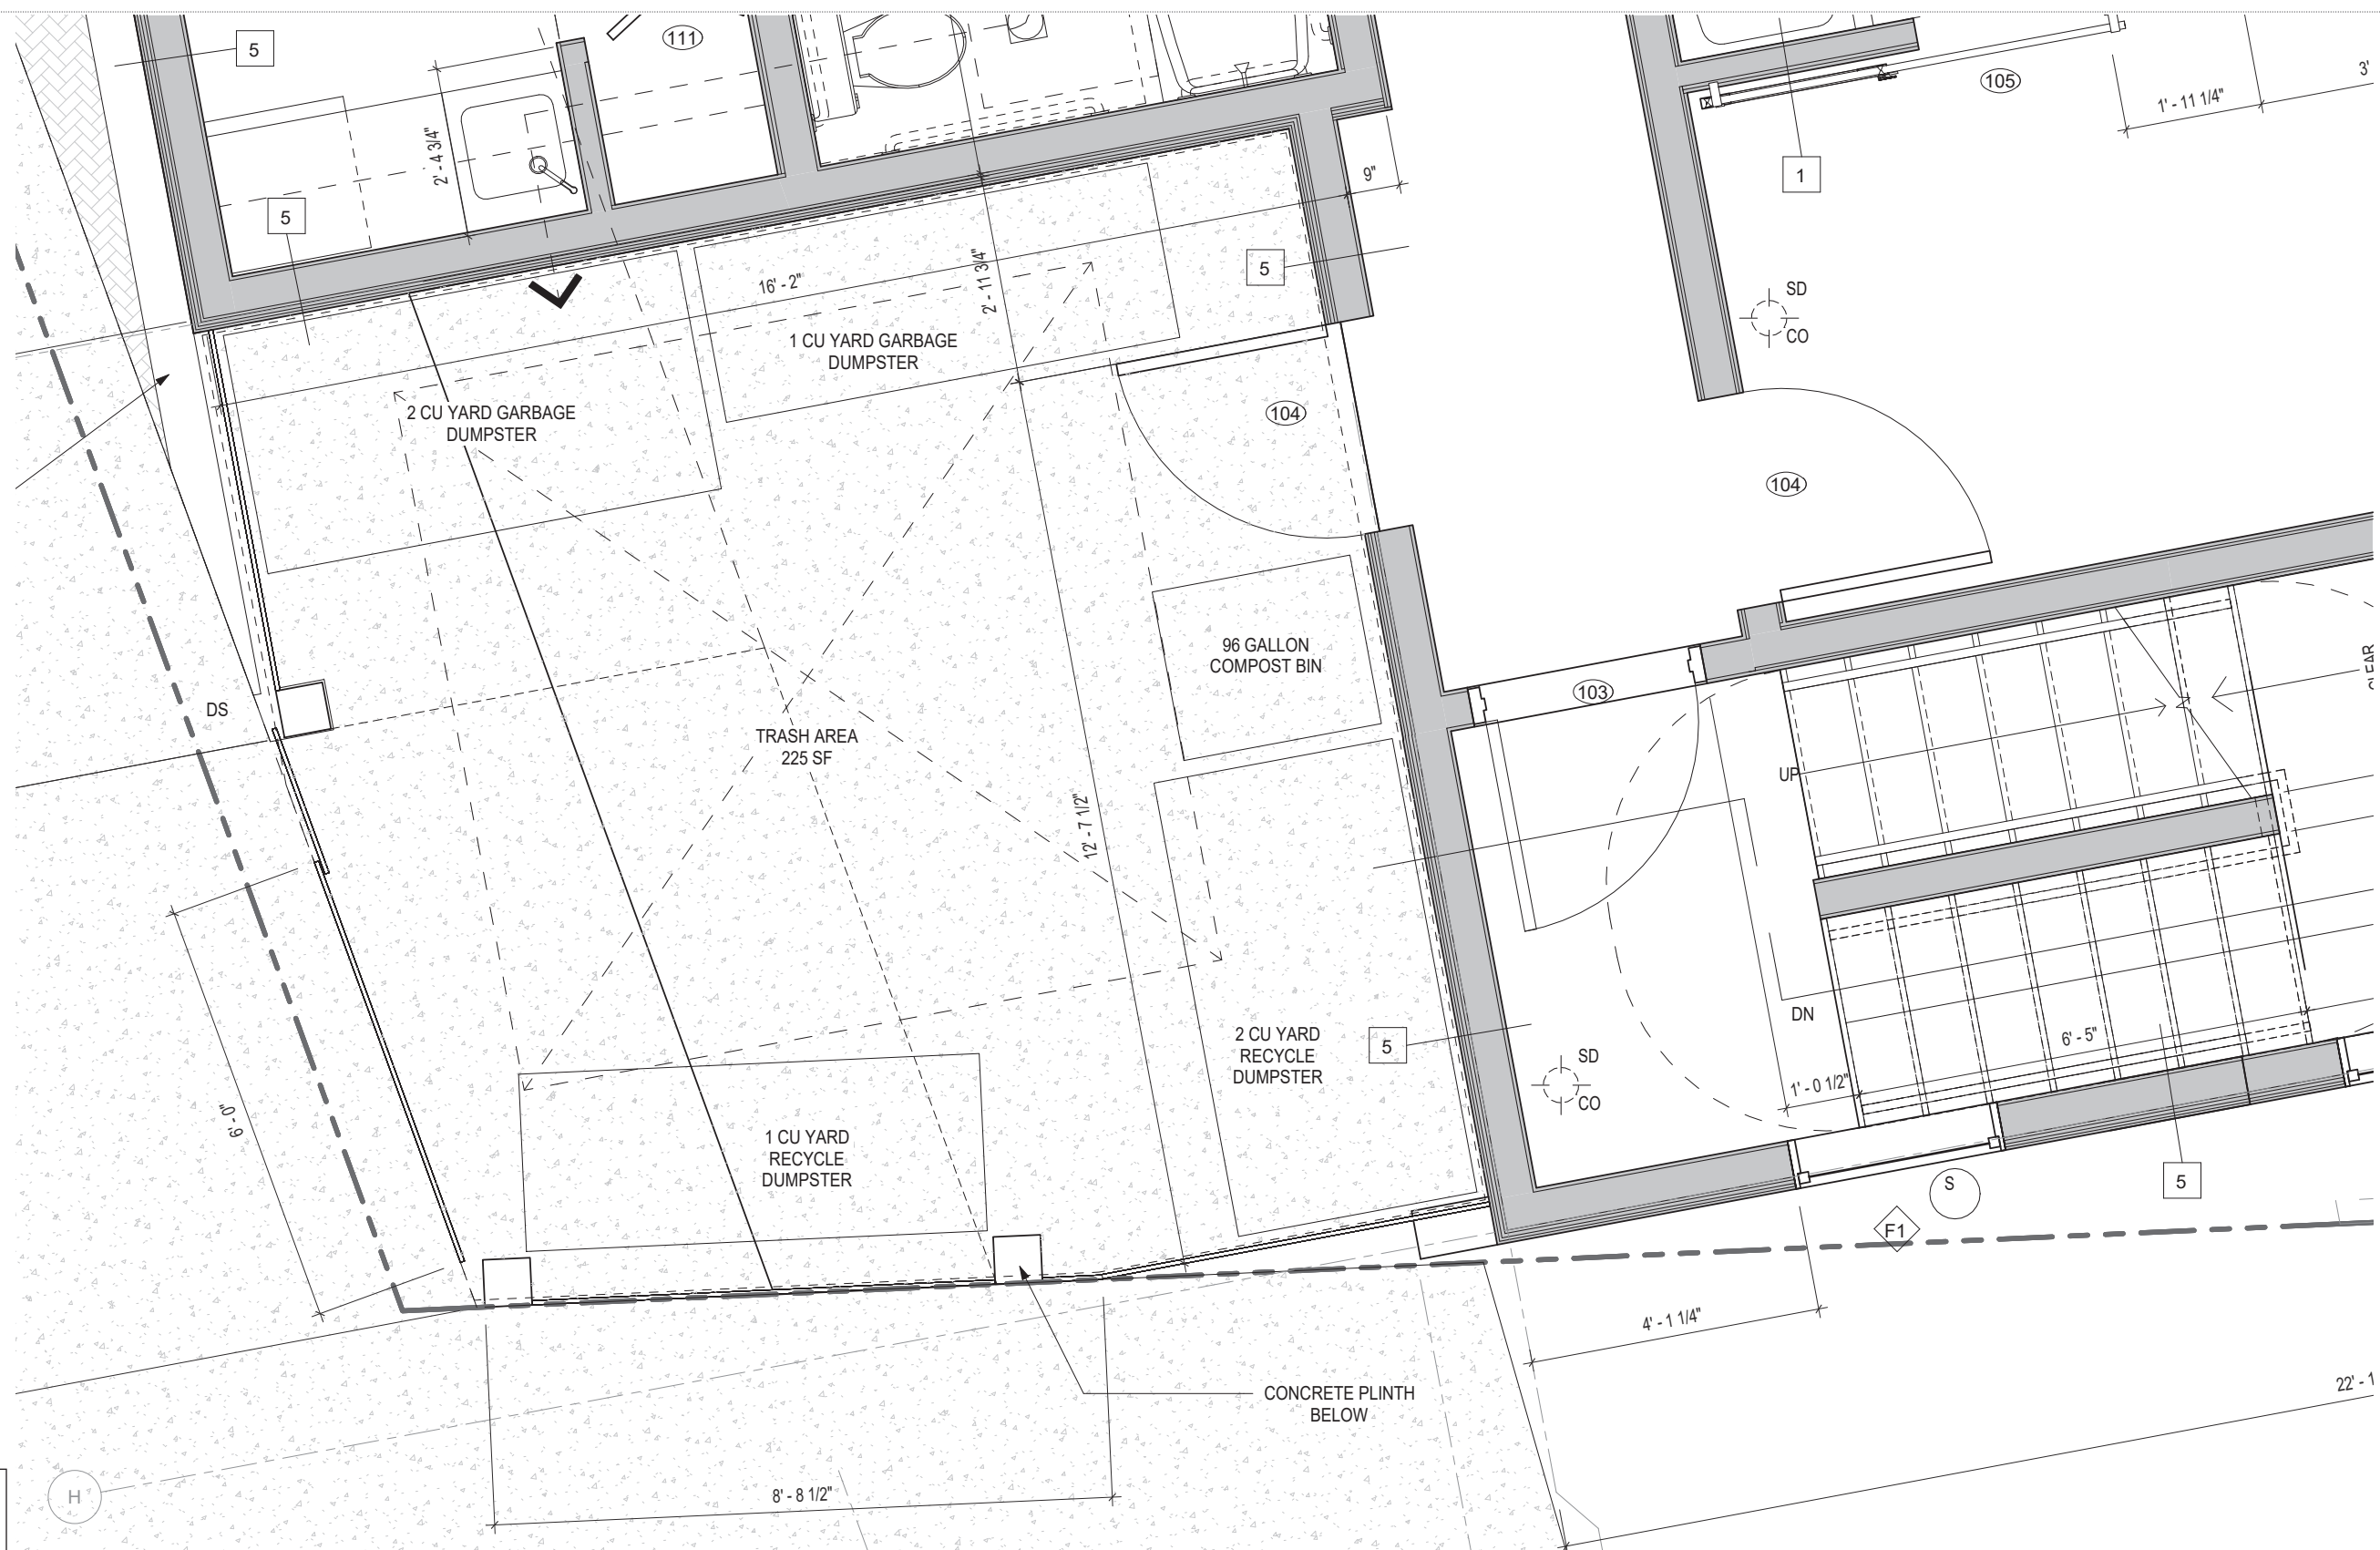 5
111
105
3'
1' - 11 1/4"
2' - 4 3/4"
9"
1
5
5
16' - 2"
2' - 11 3/4"
SD
CO
1 CU YARD GARBAGE
DUMPSTER
2 CU YARD GARBAGE
DUMPSTER
104
104
96 GALLON
COMPOST BIN
103
DS
TRASH AREA
225 SF
UP
12' - 7 1/2"
2 CU YARD
RECYCLE
DUMPSTER
5
SD
CO
DN
6' - 5"
1' - 0 1/2"
6' - 0"
1 CU YARD
RECYCLE
DUMPSTER
S
5
F1
4' - 1 1/4"
CONCRETE PLINTH
BELOW
22' - 1
8' - 8 1/2"
H